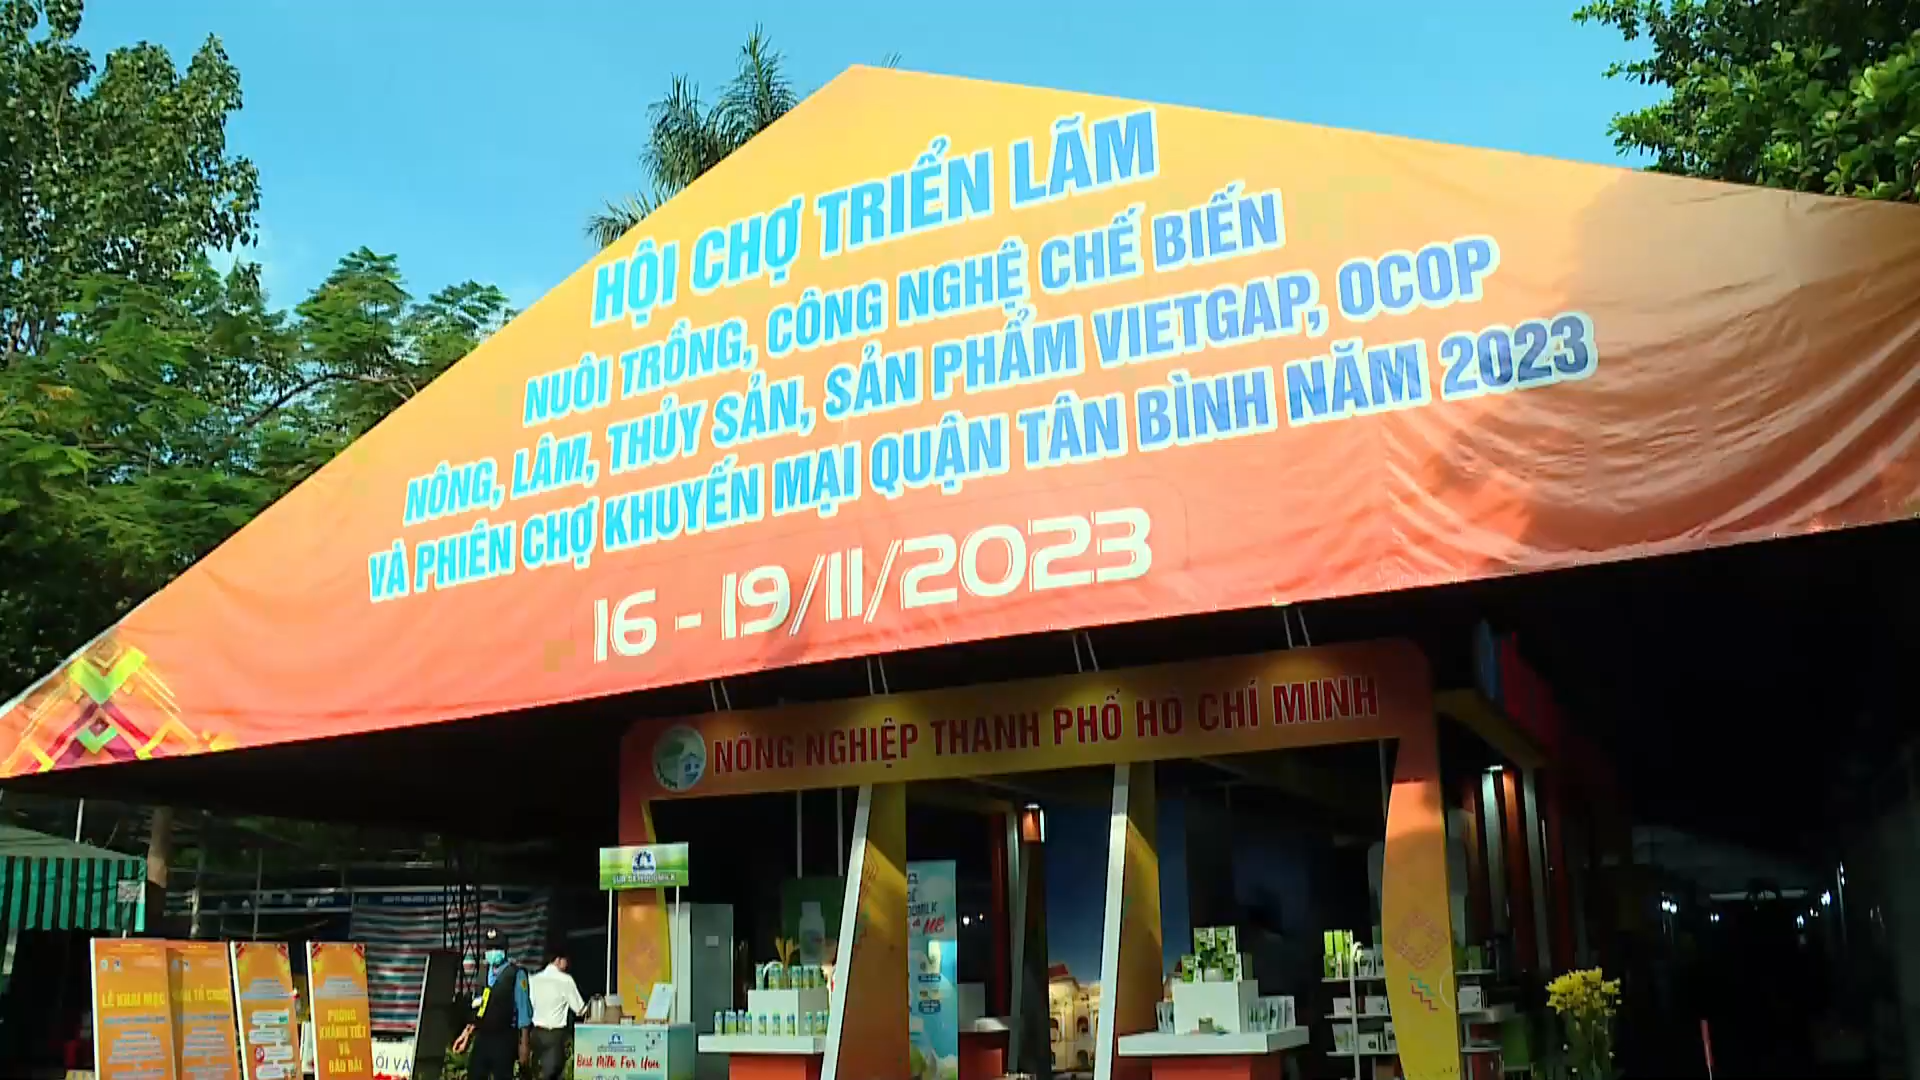 HỘI CHỢ TRIỂN LÃM
NUÔI TRỒNG, CÔNG NGHỆ CHẾ BIẾN
NÔNG, LÂM, THỦY SẢN, SẢN PHẨM VIETGAP, OCOP
VÀ PHIÊN CHỢ KHUYẾN MẠI QUẬN TÂN BÌNH NĂM 2023
16 - 19/11/2023
NÔNG NGHIỆP THÀNH PHỐ HỒ CHÍ MINH
LỄ KHAI MẠC
PHÒNG
KHÁNH TIẾT
VÀ
BÁO ĐÀI
Best Milk For You